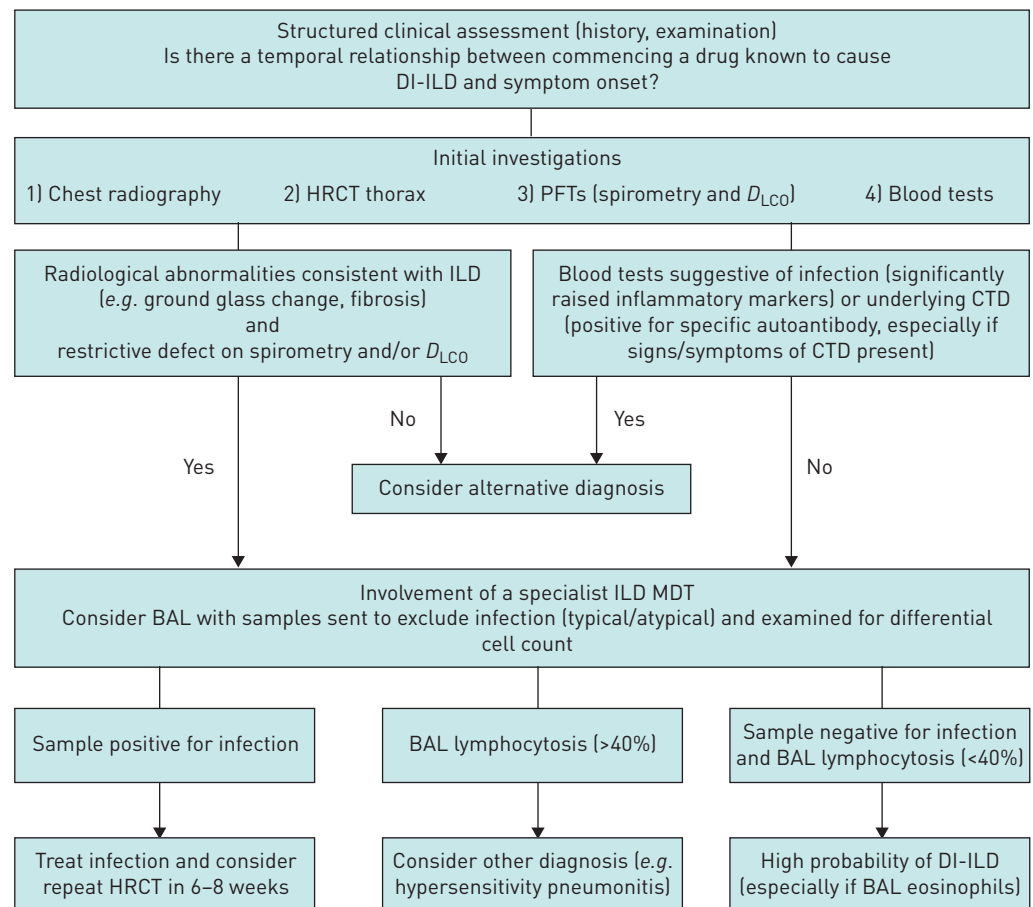 Structured clinical assessment (history, examination)
Is there a temporal relationship between commencing a drug known to cause
DI-ILD and symptom onset?
Initial investigations
1) Chest radiography 2) HRCT thorax 3) PFTs (spirometry and DLCO) 4) Blood tests
Radiological abnormalities consistent with ILD
(e.g. ground glass change, fibrosis)
and
restrictive defect on spirometry and/or DLCO
Blood tests suggestive of infection (significantly
raised inflammatory markers) or underlying CTD
(positive for specific autoantibody, especially if
signs/symptoms of CTD present)
No
Yes
Yes
No
Consider alternative diagnosis
Involvement of a specialist ILD MDT
Consider BAL with samples sent to exclude infection (typical/atypical) and examined for differential
cell count
Sample positive for infection
BAL lymphocytosis (>40%)
Sample negative for infection
and BAL lymphocytosis (<40%)
Treat infection and consider
repeat HRCT in 6–8 weeks
Consider other diagnosis (e.g.
hypersensitivity pneumonitis)
High probability of DI-ILD
(especially if BAL eosinophils)